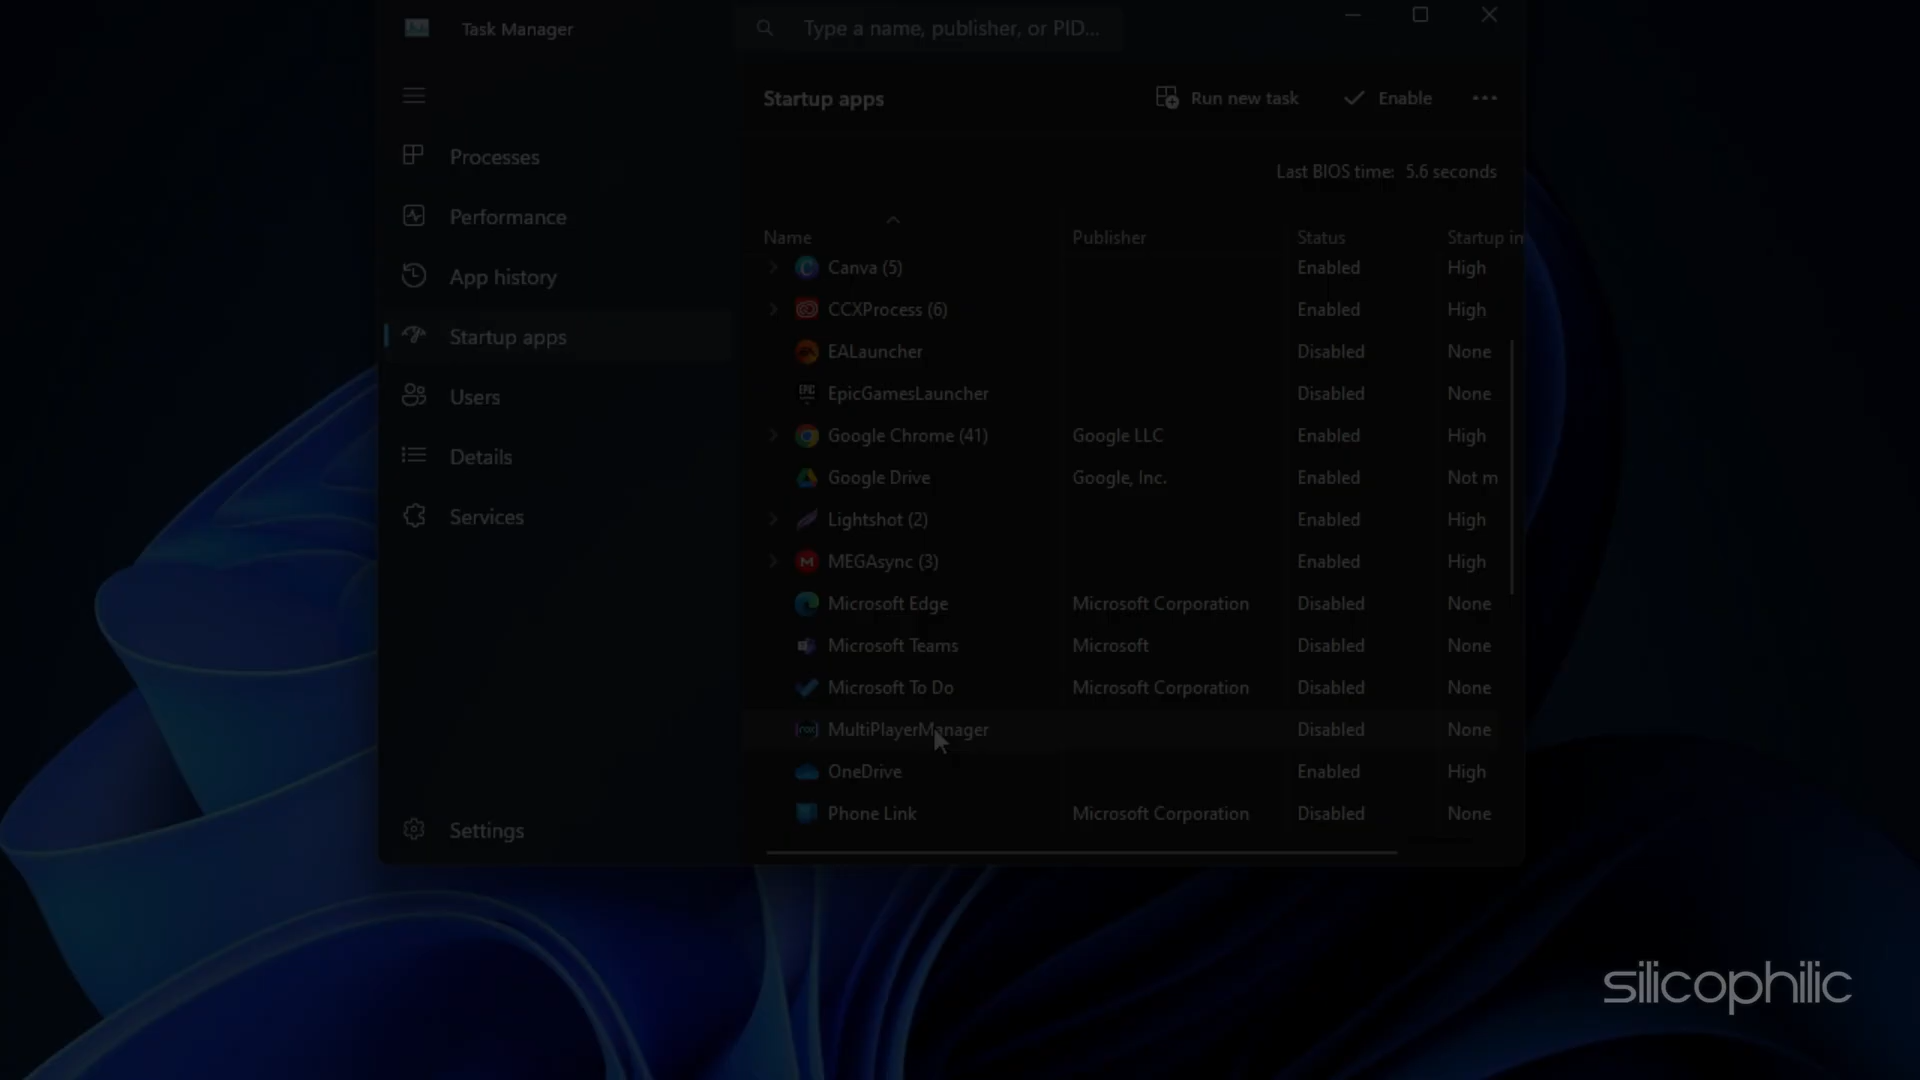 Task Manager
Type a name, publisher, or PID...
Startup apps
Run new task
Enable
Last BIOS time: 5.6 seconds
Processes
Performance
App history
Startup apps
Users
Details
Services
Settings
Name Publisher Status Startup in
Canva (5) Enabled High
CCXProcess (6) Enabled High
EALauncher Disabled None
EpicGamesLauncher Disabled None
Google Chrome (41) Google LLC Enabled High
Google Drive Google, Inc. Enabled Not m
Lightshot (2) Enabled High
MEGAsync (3) Enabled High
Microsoft Edge Microsoft Corporation Disabled None
Microsoft Teams Microsoft Disabled None
Microsoft To Do Microsoft Corporation Disabled None
MultiPlayerManager Disabled None
OneDrive Enabled High
Phone Link Microsoft Corporation Disabled None
silicophilic